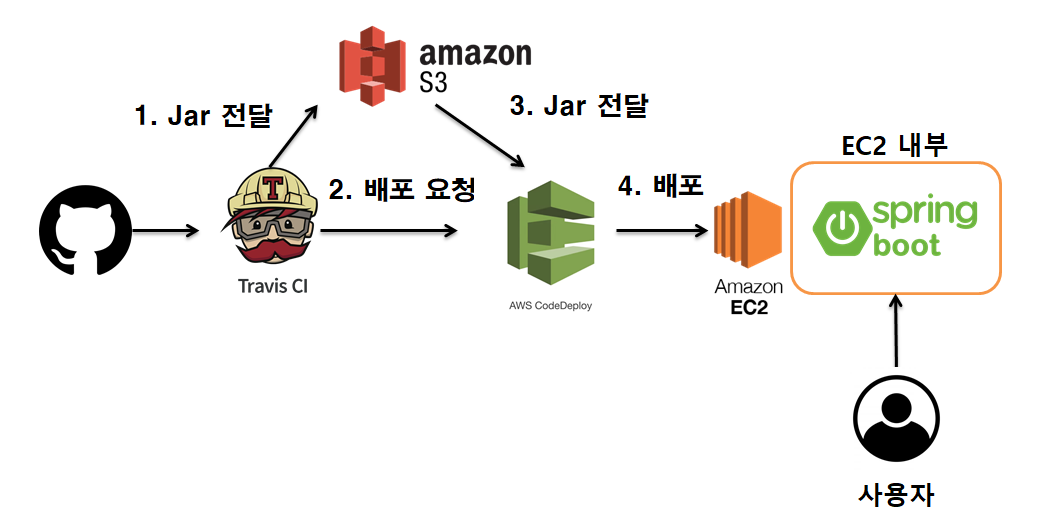 amazon
S3
1. Jar 전달
3. Jar 전달
EC2 내부
T
2. 배포 요청
4. 배포
spring
boot
Travis CI
AWS CodeDeploy
Amazon
EC2
사용자